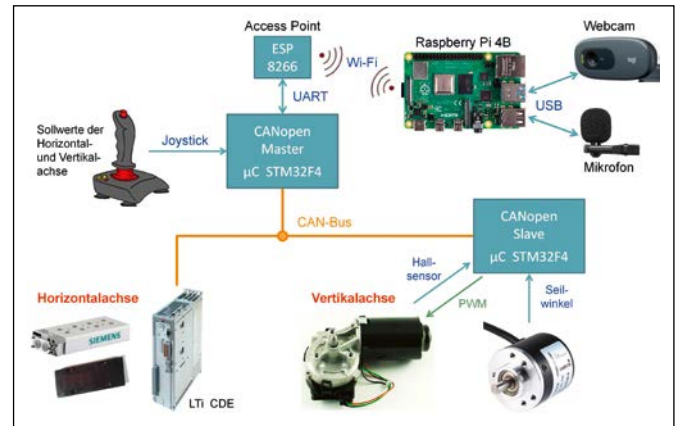 Access Point
ESP
8266
Wi-Fi
Raspberry Pi 4B
Webcam
UART
USB
Mikrofon
Sollwerte der
Horizontal-
und Vertikal-
achse
Joystick
CANopen
Master
µC STM32F4
CAN-Bus
CANopen
Slave
µC STM32F4
Hall-
sensor
PWM
Seil-
winkel
Horizontalachse
SIEMENS
LTi CDE
Vertikalachse